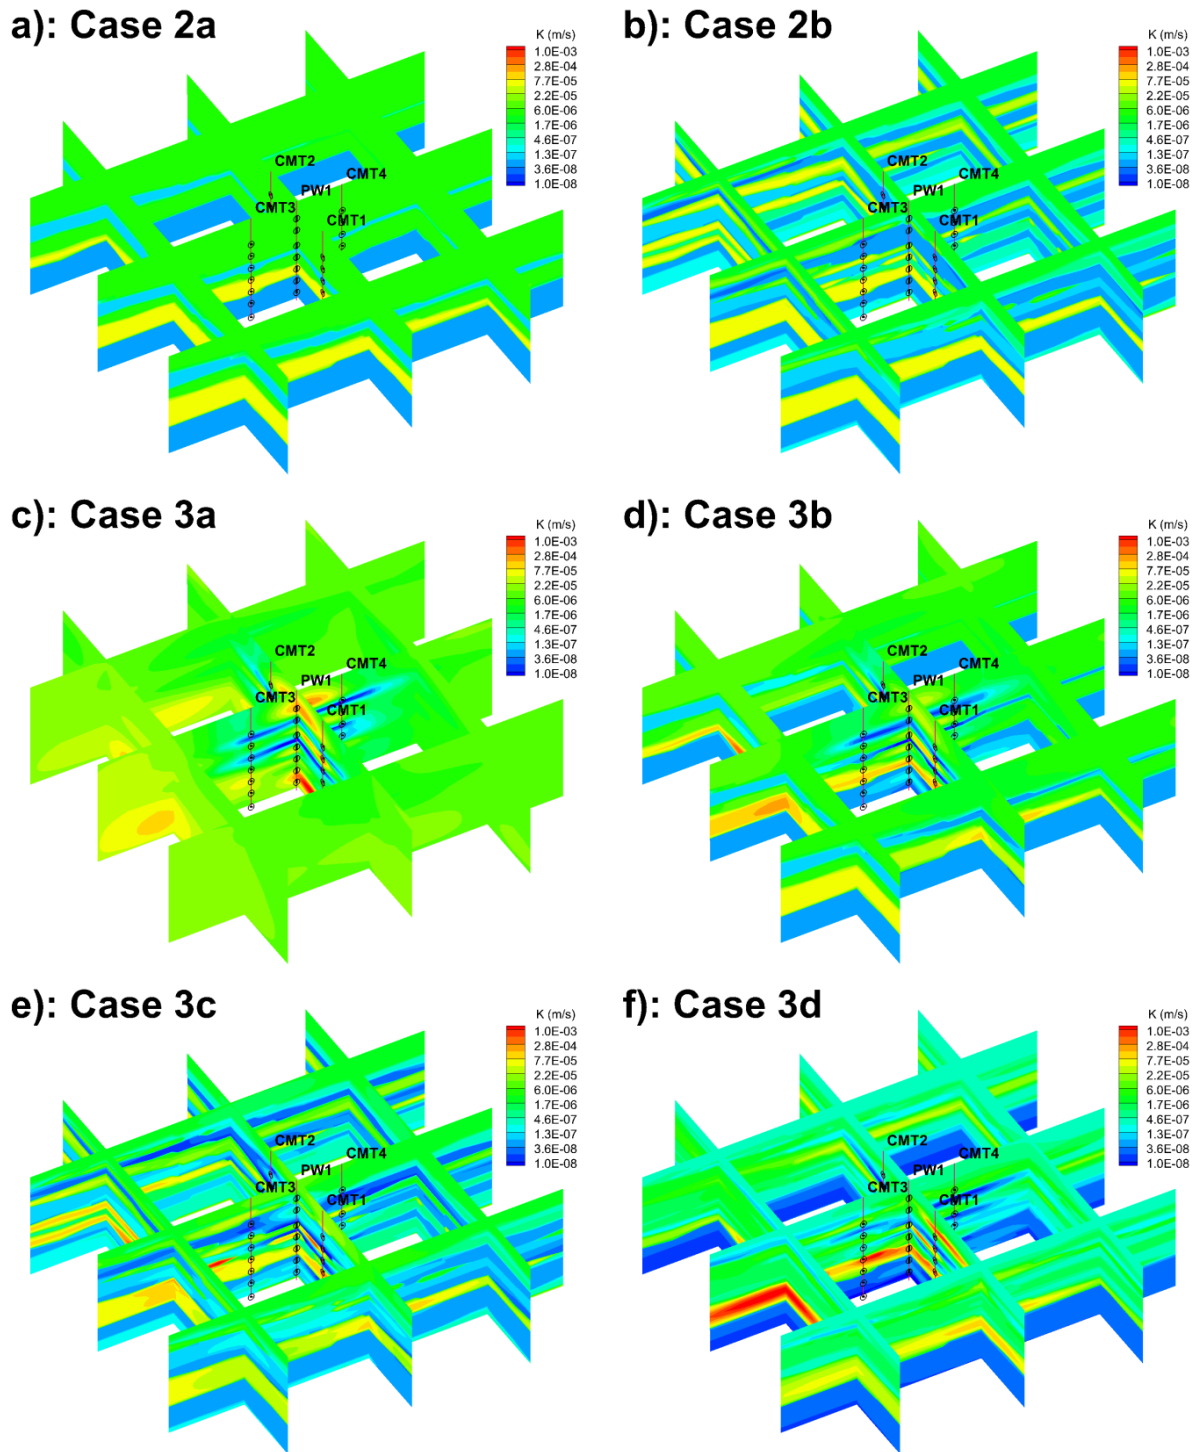 a): Case 2a
K (m/s)
1.0E-03
2.8E-04
7.7E-05
2.2E-05
6.0E-06
1.7E-06
4.6E-07
1.3E-07
3.6E-08
1.0E-08
CMT2
CMT4
PW1
CMT3
CMT1
b): Case 2b
K (m/s)
1.0E-03
2.8E-04
7.7E-05
2.2E-05
6.0E-06
1.7E-06
4.6E-07
1.3E-07
3.6E-08
1.0E-08
CMT2
CMT4
PW1
CMT3
CMT1
c): Case 3a
K (m/s)
1.0E-03
2.8E-04
7.7E-05
2.2E-05
6.0E-06
1.7E-06
4.6E-07
1.3E-07
3.6E-08
1.0E-08
CMT2
CMT4
PW1
CMT3
CMT1
d): Case 3b
K (m/s)
1.0E-03
2.8E-04
7.7E-05
2.2E-05
6.0E-06
1.7E-06
4.6E-07
1.3E-07
3.6E-08
1.0E-08
CMT2
CMT4
PW1
CMT3
CMT1
e): Case 3c
K (m/s)
1.0E-03
2.8E-04
7.7E-05
2.2E-05
6.0E-06
1.7E-06
4.6E-07
1.3E-07
3.6E-08
1.0E-08
CMT2
CMT4
PW1
CMT3
CMT1
f): Case 3d
K (m/s)
1.0E-03
2.8E-04
7.7E-05
2.2E-05
6.0E-06
1.7E-06
4.6E-07
1.3E-07
3.6E-08
1.0E-08
CMT2
CMT4
PW1
CMT3
CMT1